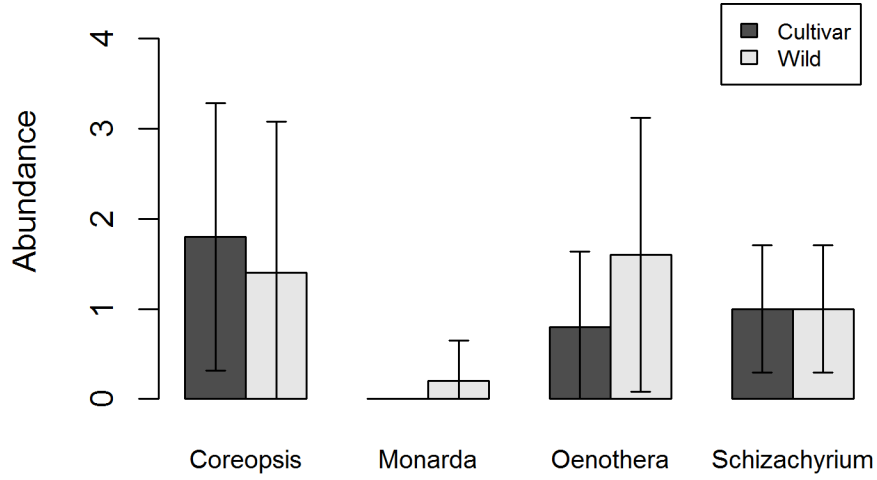 Cultivar
Wild
Abundance
4
3
2
1
0
Coreopsis Monarda Oenothera Schizachyrium